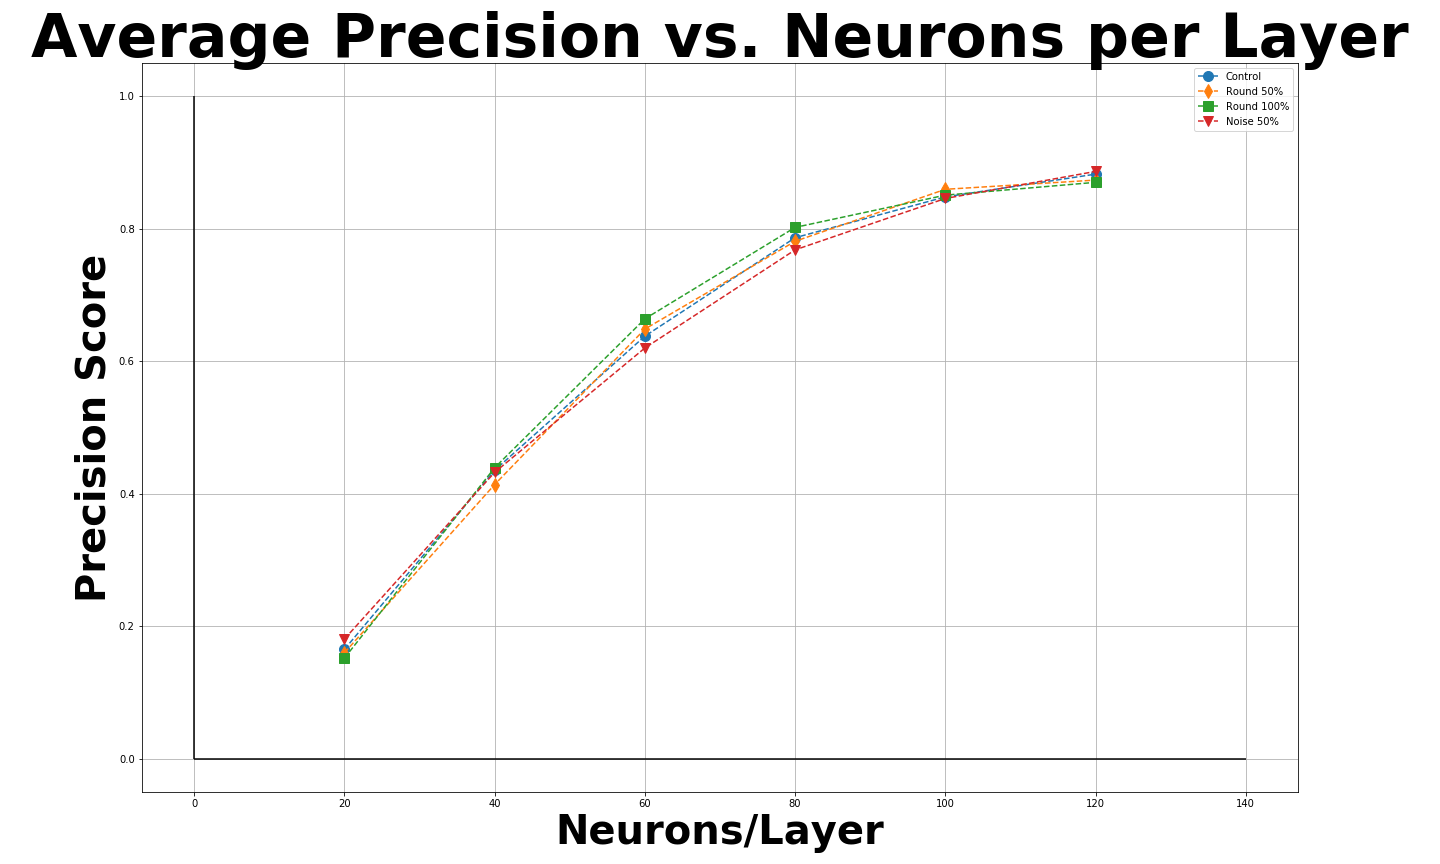 Average Precision vs. Neurons per Layer
Control
Round 50%
Round 100%
Noise 50%
Precision Score
1.0
0.8
0.6
0.4
0.2
0.0
0 20 40 60 80 100 120 140
Neurons/Layer